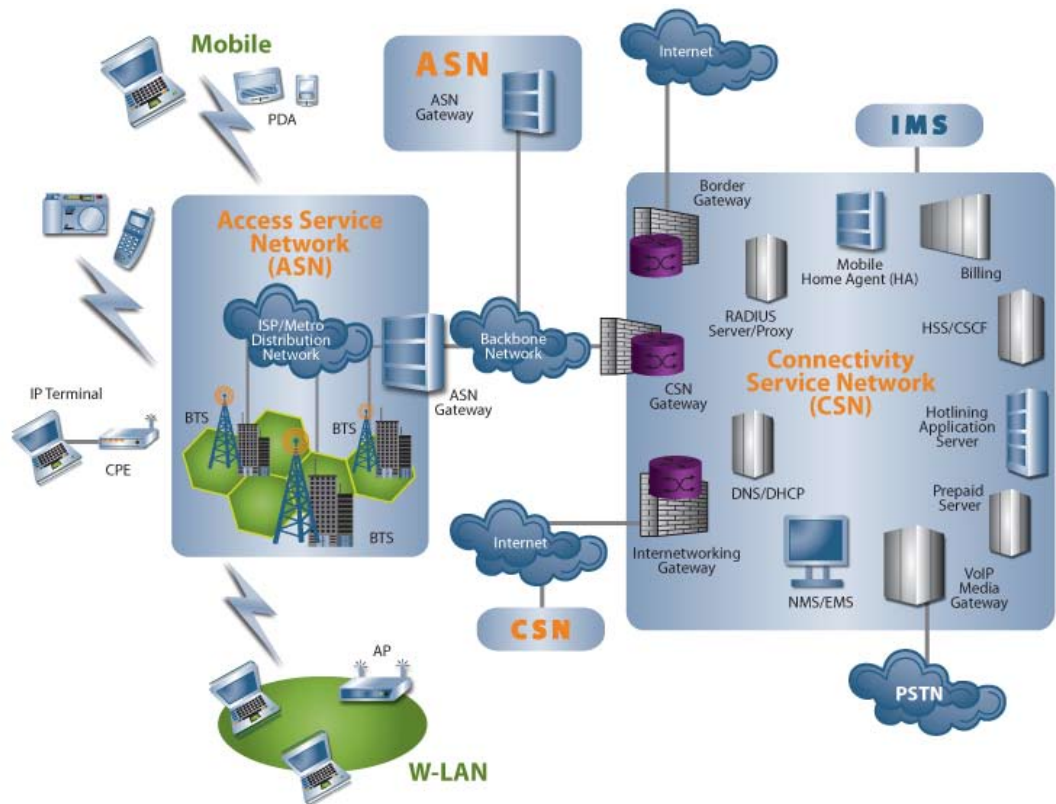 Mobile
PDA
ASN
ASN
Gateway
Internet
IMS
Access Service
Network
(ASN)
ISP/Metro
Distribution
Network
BTS
BTS
BTS
ASN
Gateway
Backbone
Network
IP Terminal
CPE
Border
Gateway
RADIUS
Server/Proxy
Mobile
Home Agent (HA)
Billing
HSS/CSCF
CSN
Gateway
Connectivity
Service Network
(CSN)
Hotlining
Application
Server
DNS/DHCP
Prepaid
Server
Internet
Internetworking
Gateway
NMS/EMS
VoIP
Media
Gateway
CSN
PSTN
AP
W-LAN